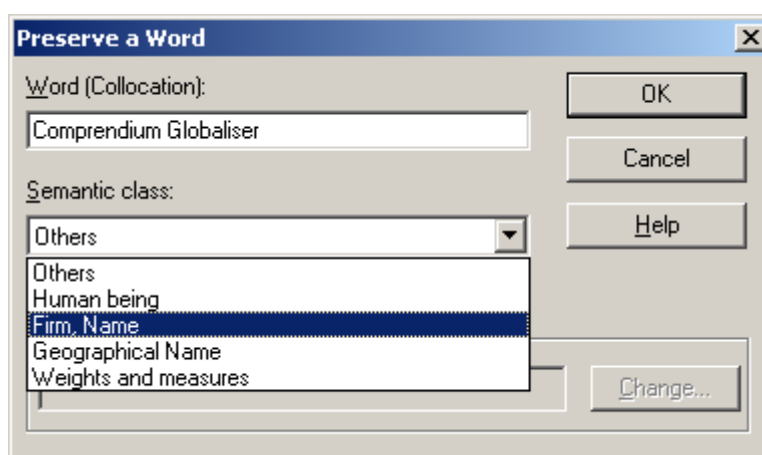 Preserve a Word
Word (Collocation):
OK
Comprendium Globaliser
Cancel
Semantic class:
Others
Help
Others
Human being
Firm, Name
Geographical Name
Weights and measures
Change...